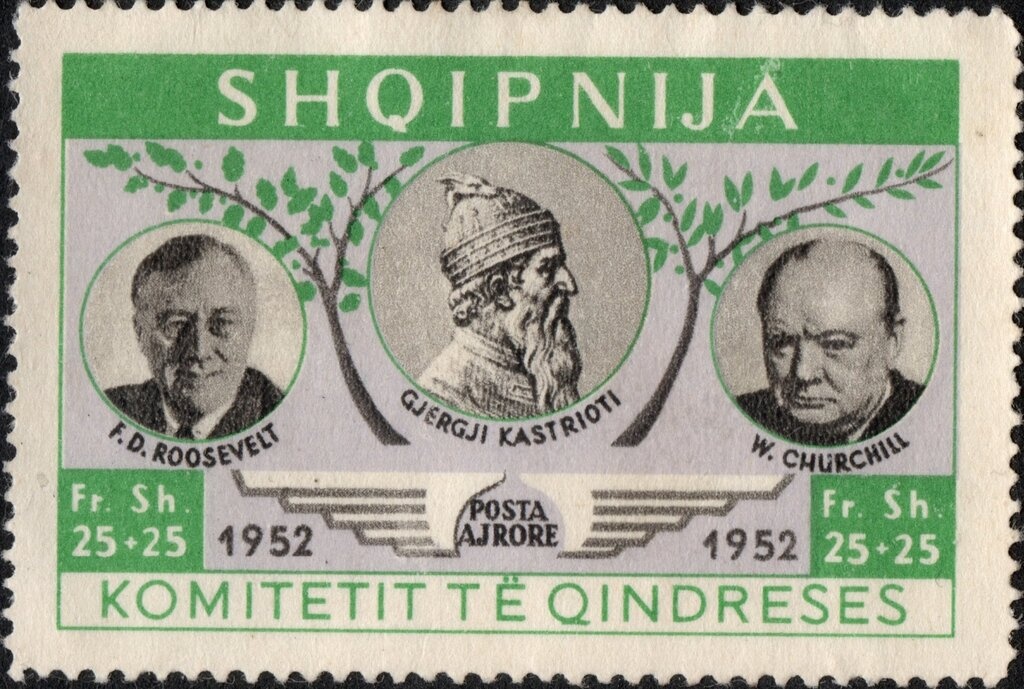 SHQIPNIJA
F.D. ROOSEVELT
GJERGJI KASTRIOTI
W. CHURCHILL
Fr. Sh.
25+25
1952
POSTA
AJRORE
1952
Fr. Sh.
25+25
KOMITETIT TË QINDRESES